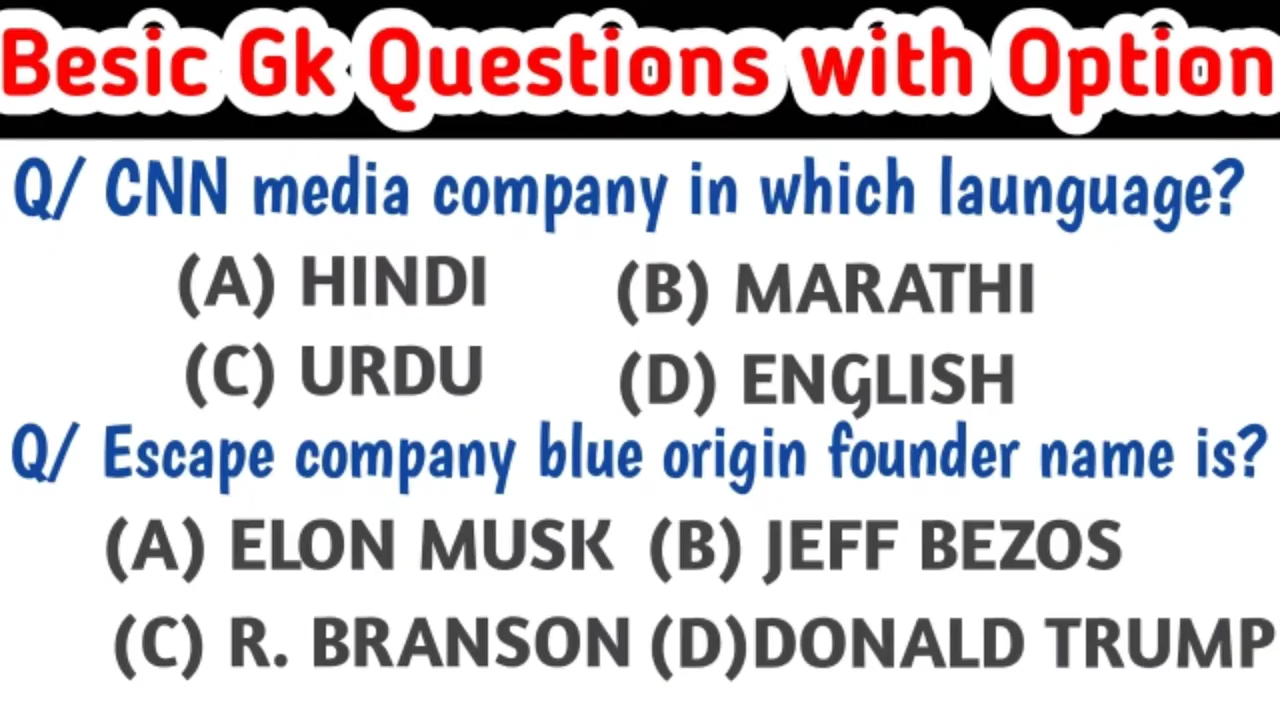 Besic Gk Questions with Option
Q/ CNN media company in which launguage?
(A) HINDI (B) MARATHI
(C) URDU (D) ENGLISH
Q/ Escape company blue origin founder name is?
(A) ELON MUSK (B) JEFF BEZOS
(C) R. BRANSON (D)DONALD TRUMP